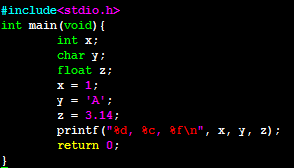 #include<stdio.h>
int main(void){
int x;
char y;
float z;
x = 1;
y = 'A';
z = 3.14;
printf("%d, %c, %f\n", x, y, z);
return 0;
}